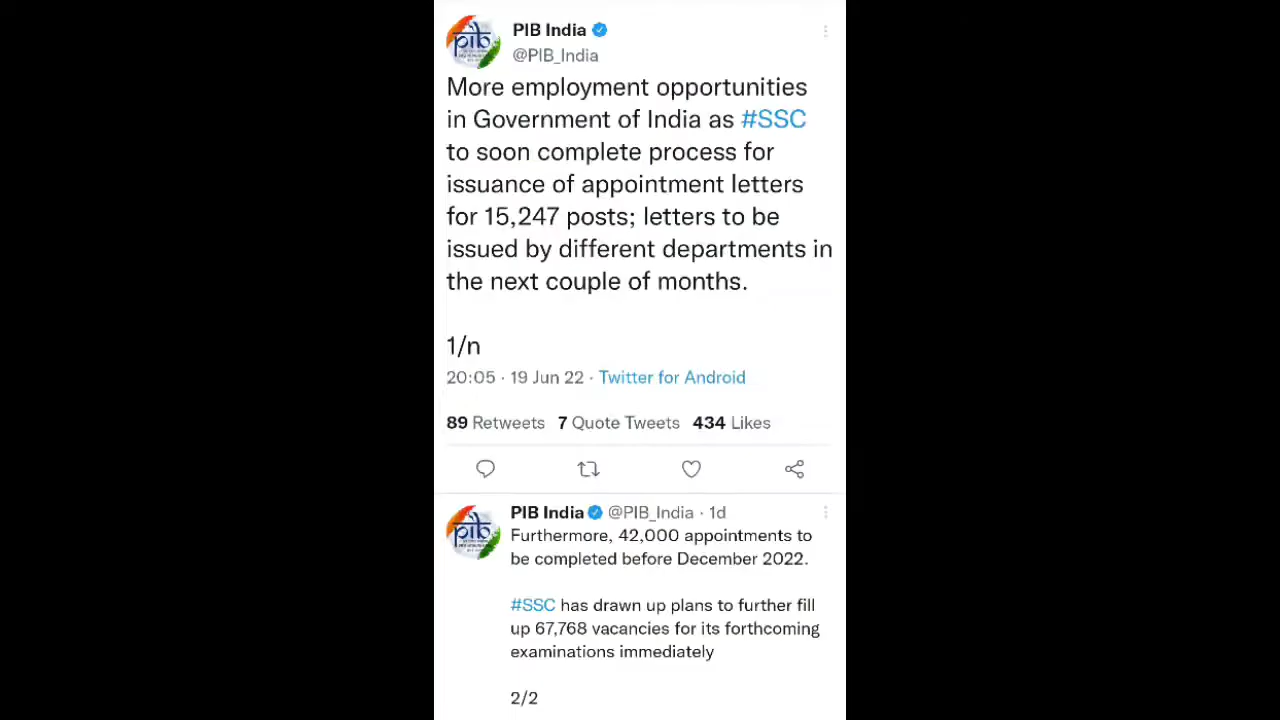 PIB India
@PIB_India
More employment opportunities
in Government of India as #SSC
to soon complete process for
issuance of appointment letters
for 15,247 posts; letters to be
issued by different departments in
the next couple of months.
1/n
20:05 · 19 Jun 22 · Twitter for Android
89 Retweets 7 Quote Tweets 434 Likes
pib
PIB India @PIB_India · 1d
Furthermore, 42,000 appointments to
be completed before December 2022.
#SSC has drawn up plans to further fill
up 67,768 vacancies for its forthcoming
examinations immediately
2/2
pib